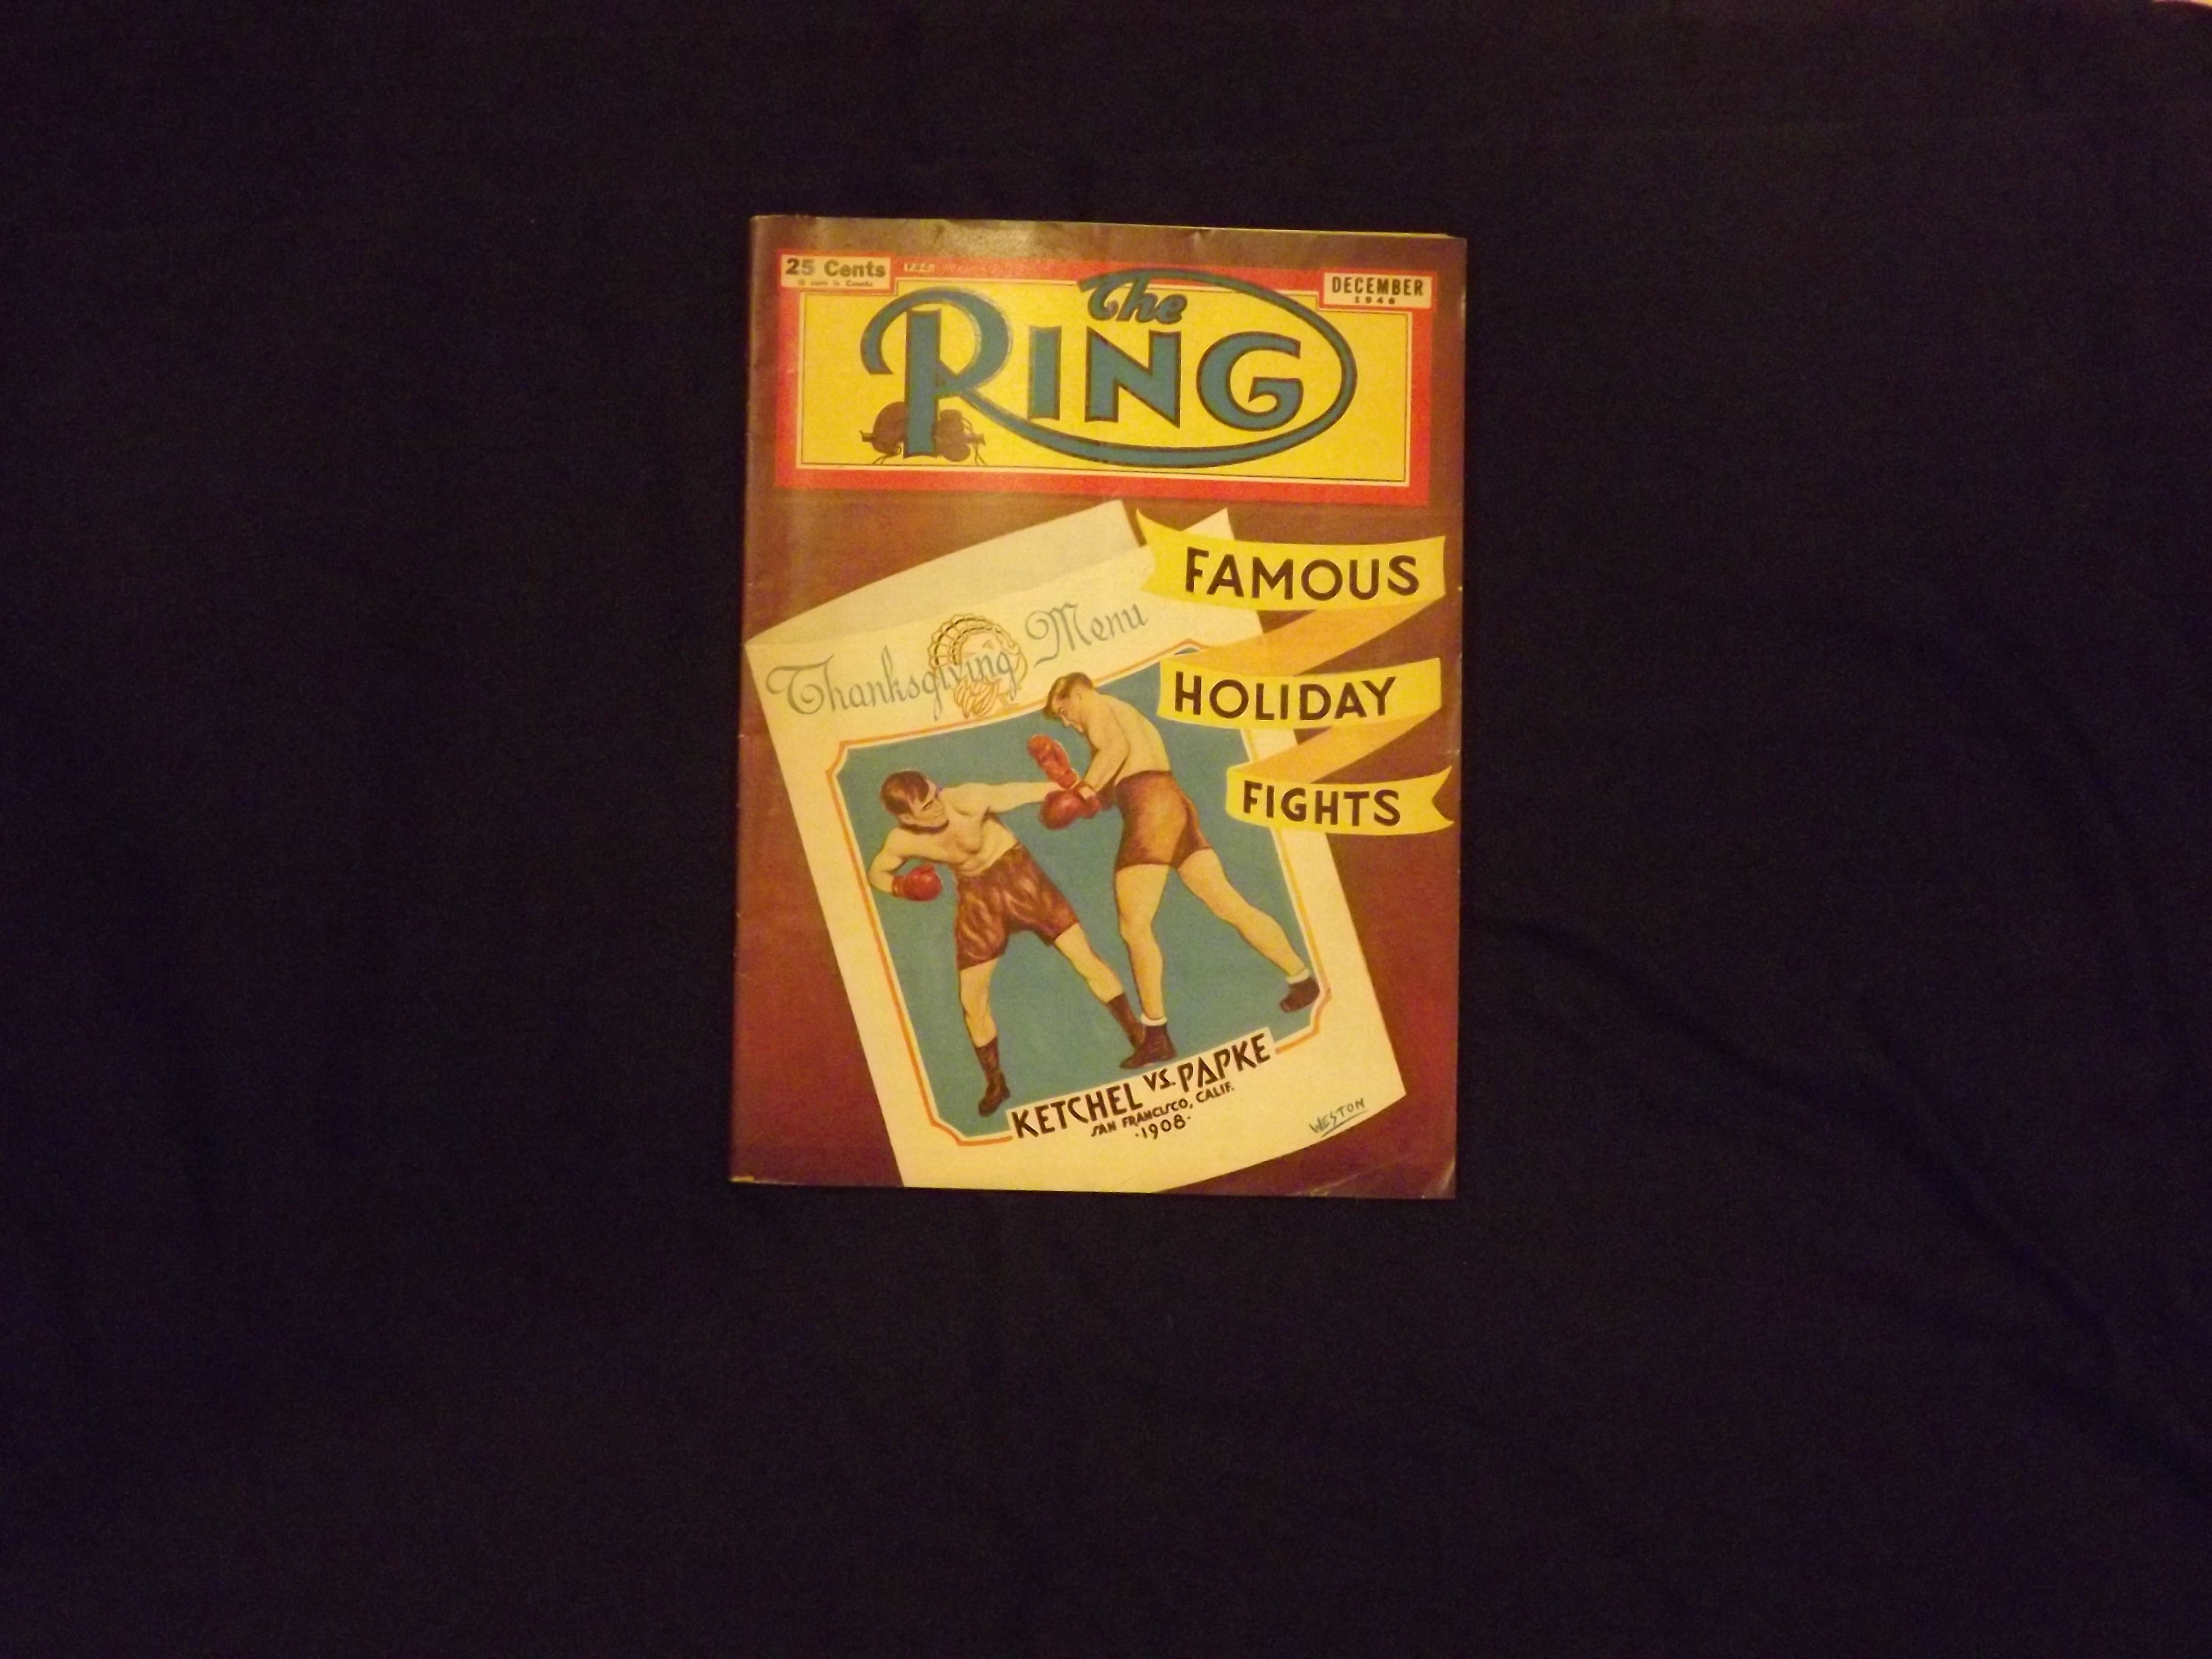 25 Cents
DECEMBER
The
RING
FAMOUS
Thanksgiving Menu
HOLIDAY
FIGHTS
KETCHEL VS. PAPKE
SAN FRANCISCO, CALIF.
-1908-
WESTON